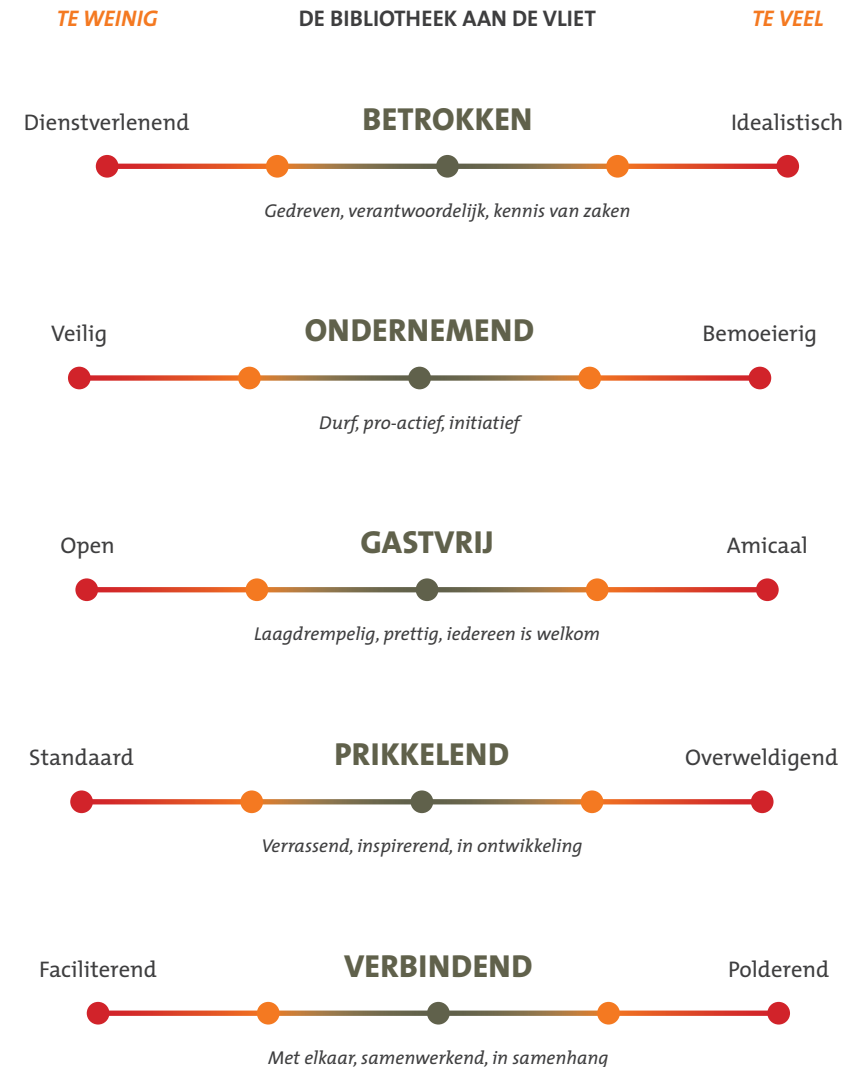 TE WEINIG DE BIBLIOTHEEK AAN DE VLIET TE VEEL
Dienstverlenend BETROKKEN Idealistisch
Gedreven, verantwoordelijk, kennis van zaken
Veilig ONDERNEMEND Bemoeierig
Durf, pro-actief, initiatief
Open GASTVRIJ Amicaal
Laagdrempelig, prettig, iedereen is welkom
Standaard PRIKKELEND Overweldigend
Verrassend, inspirerend, in ontwikkeling
Faciliterend VERBINDEND Polderend
Met elkaar, samenwerkend, in samenhang